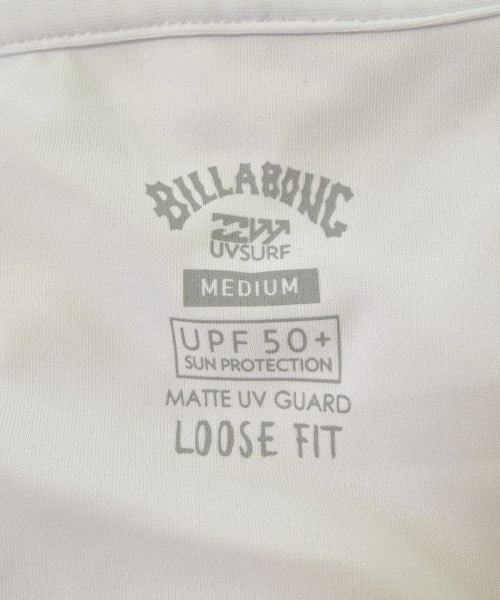 BILLABONG
UVSURF
MEDIUM
UPF 50+
SUN PROTECTION
MATTE UV GUARD
LOOSE FIT